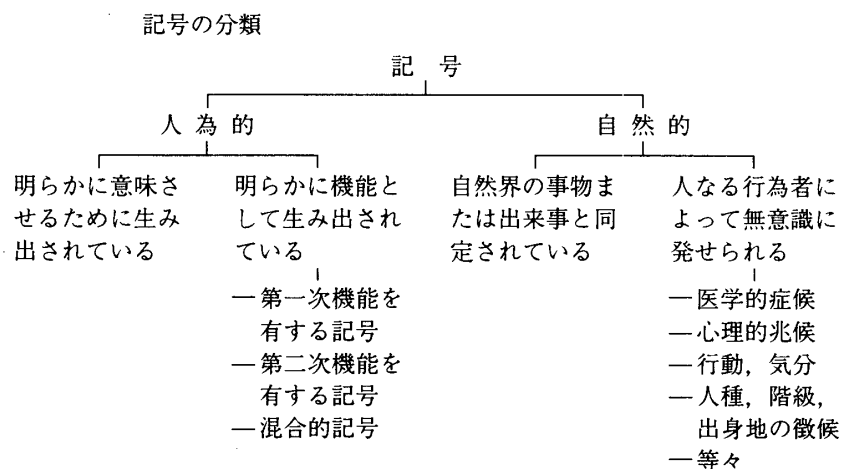 記号の分類
記 号
人 為 的
自 然 的
明らかに意味さ
せるために生み
出されている
明らかに機能と
して生み出され
ている
—第一次機能を
有する記号
—第二次機能を
有する記号
—混合的記号
自然界の事物ま
たは出来事と同
定されている
人なる行為者に
よって無意識に
発せられる
—医学的症候
—心理的兆候
—行動，気分
—人種，階級，
出身地の徴候
—等々